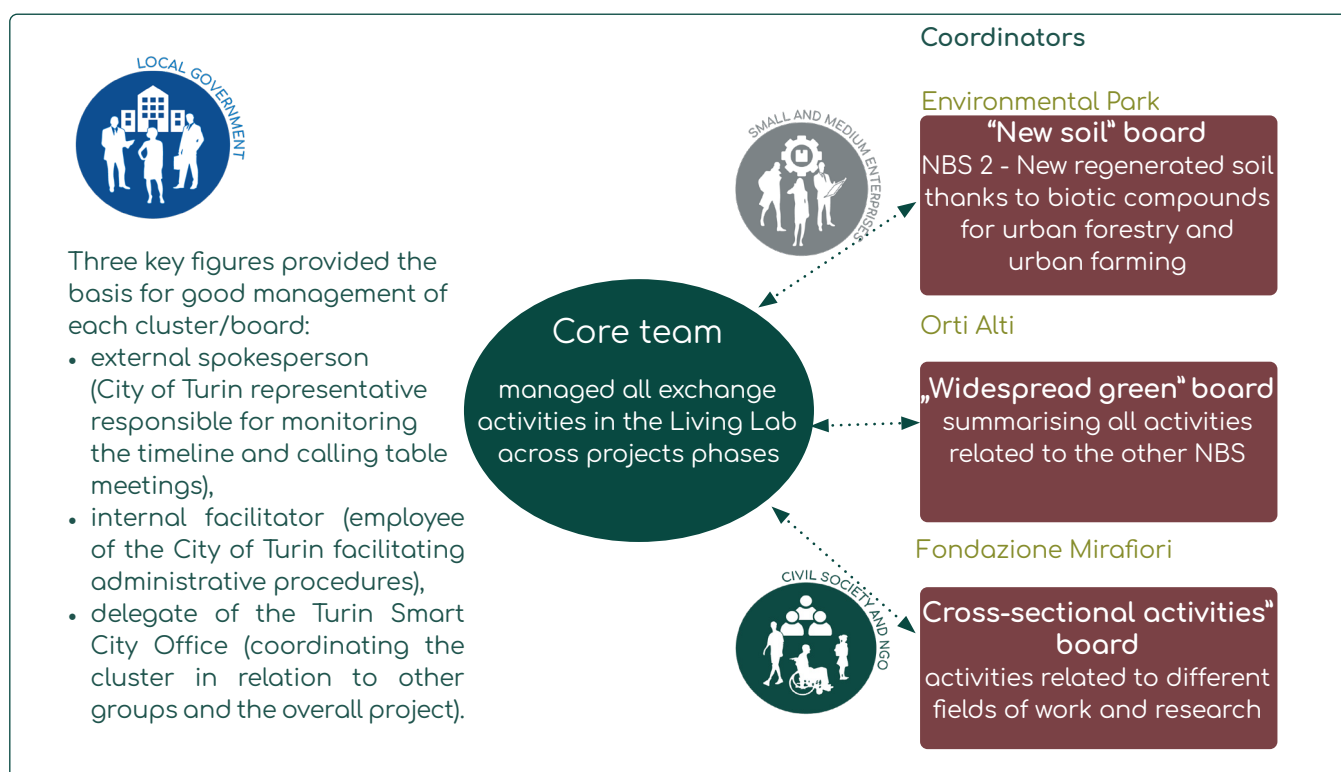 LOCAL GOVERNMENT
Three key figures provided the
basis for good management of
each cluster/board:
• external spokesperson
(City of Turin representative
responsible for monitoring
the timeline and calling table
meetings),
• internal facilitator (employee
of the City of Turin facilitating
administrative procedures),
• delegate of the Turin Smart
City Office (coordinating the
cluster in relation to other
groups and the overall project).
SMALL AND MEDIUM ENTERPRISES
Core team
managed all exchange
activities in the Living Lab
across projects phases
CIVIL SOCIETY AND NGO
Coordinators
Environmental Park
“New soil” board
NBS 2 - New regenerated soil
thanks to biotic compounds
for urban forestry and
urban farming
Orti Alti
„Widespread green” board
summarising all activities
related to the other NBS
Fondazione Mirafiori
Cross-sectional activities”
board
activities related to different
fields of work and research